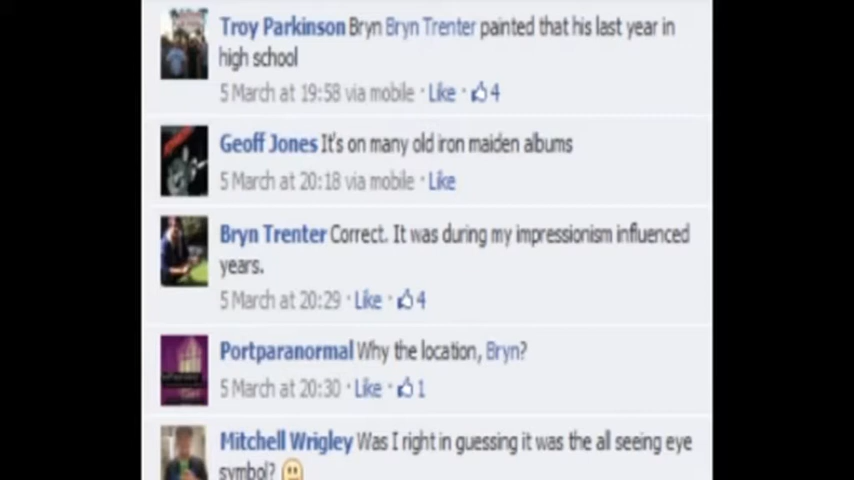 Troy Parkinson Bryn Bryn Trenter painted that his last year in
high school
5 March at 19:58 via mobile · Like · 4
Geoff Jones It's on many old iron maiden albums
5 March at 20:18 via mobile · Like
Bryn Trenter Correct. It was during my impressionism influenced
years.
5 March at 20:29 · Like · 4
Portparanormal Why the location, Bryn?
5 March at 20:30 · Like · 1
Mitchell Wrigley Was I right in guessing it was the all seeing eye
symbol?